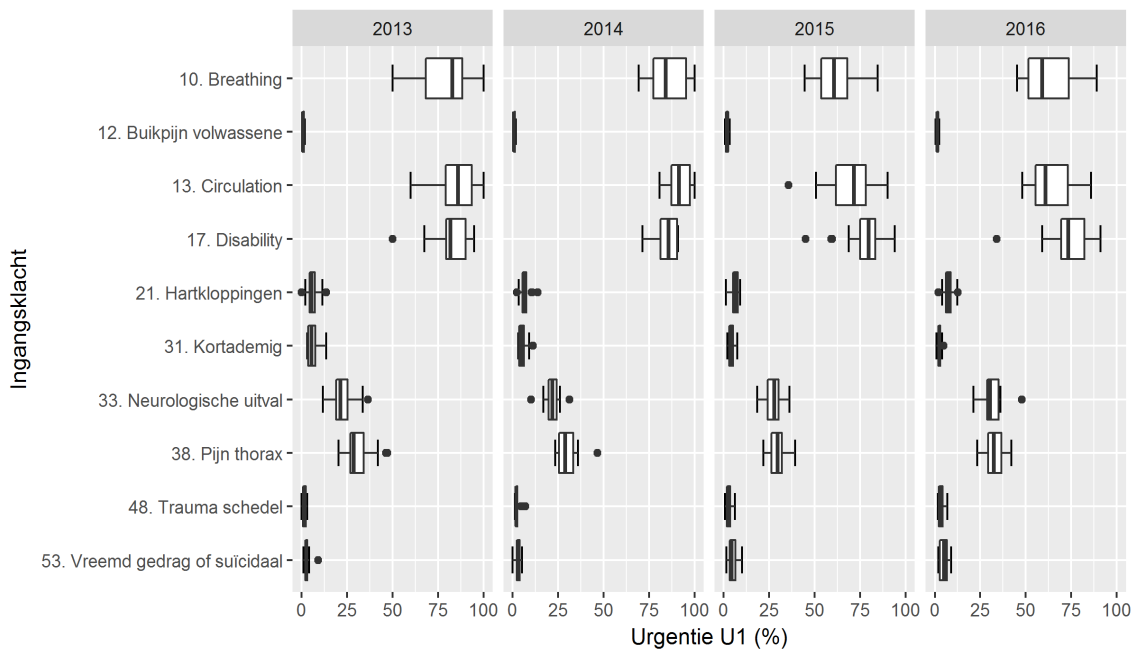 2013 2014 2015 2016
10. Breathing
12. Buikpijn volwassene
13. Circulation
17. Disability
21. Hartkloppingen
31. Kortademig
33. Neurologische uitval
38. Pijn thorax
48. Trauma schedel
53. Vreemd gedrag of suïcidaal
Ingangsklacht
0 25 50 75 100 0 25 50 75 100 0 25 50 75 100 0 25 50 75 100
Urgentie U1 (%)